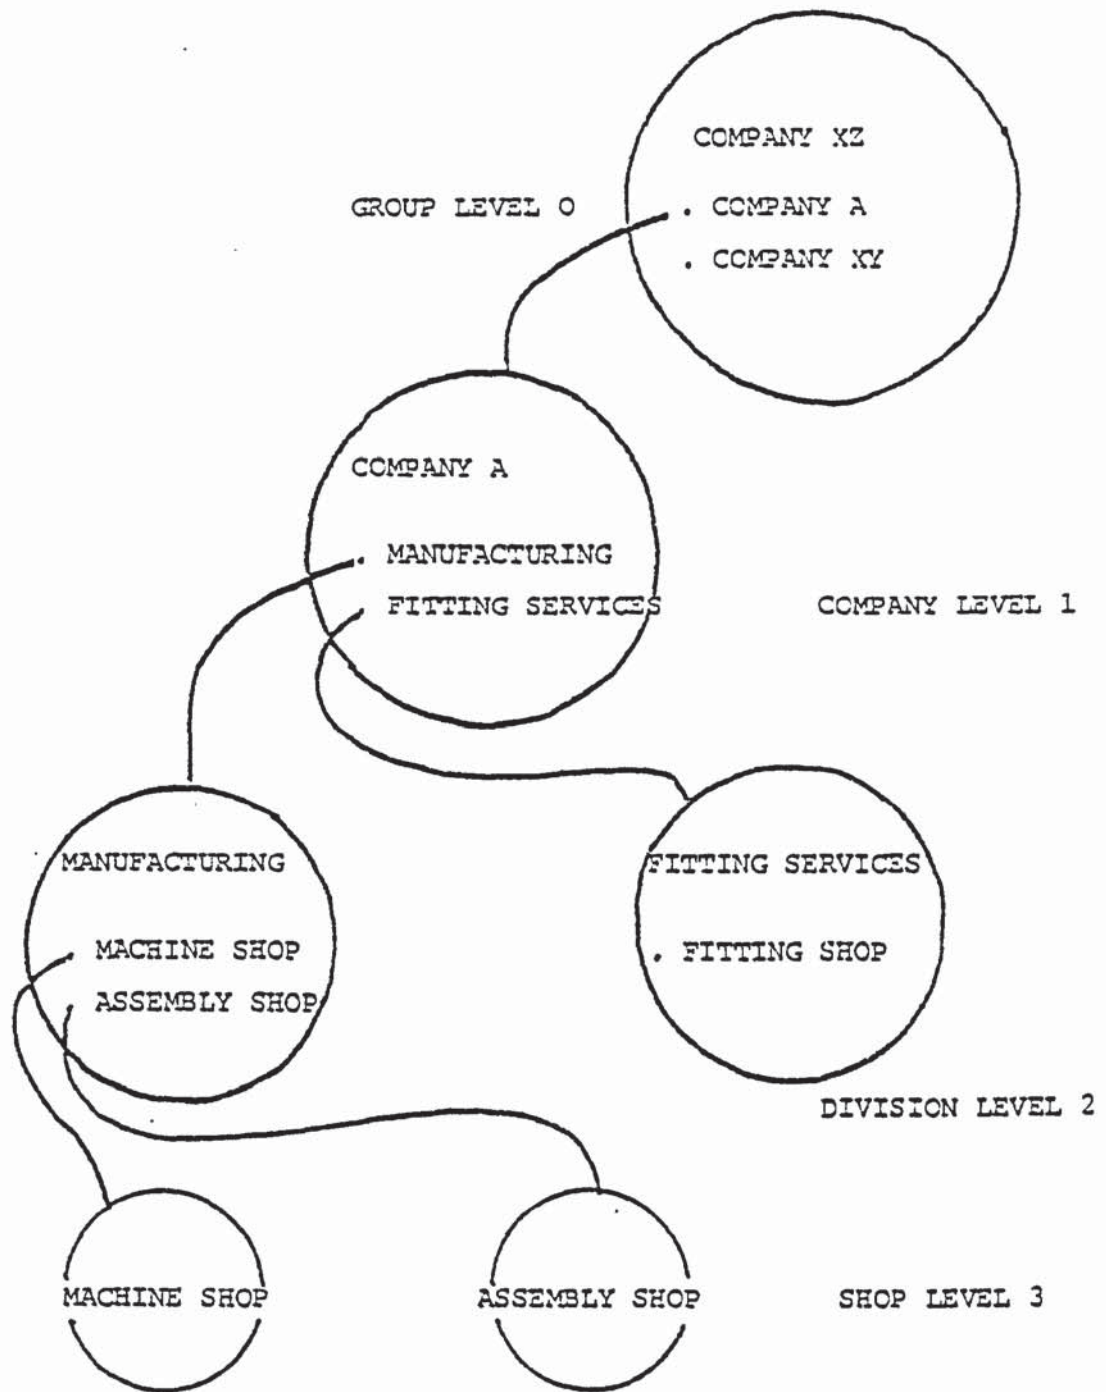 COMPANY XZ
GROUP LEVEL O
. COMPANY A
. COMPANY XY
COMPANY A
. MANUFACTURING
. FITTING SERVICES
COMPANY LEVEL 1
MANUFACTURING
. MACHINE SHOP
. ASSEMBLY SHOP
FITTING SERVICES
. FITTING SHOP
DIVISION LEVEL 2
MACHINE SHOP
ASSEMBLY SHOP
SHOP LEVEL 3